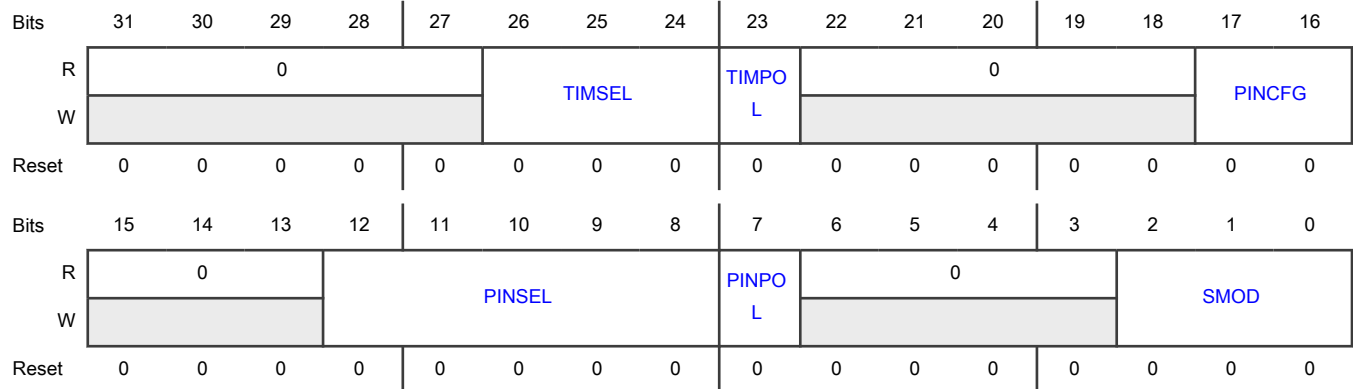 Bits 31 30 29 28 27 26 25 24 23 22 21 20 19 18 17 16
R 0 TIMSEL TIMPO 0 PINCFG
W L
Reset 0 0 0 0 0 0 0 0 0 0 0 0 0 0 0 0
Bits 15 14 13 12 11 10 9 8 7 6 5 4 3 2 1 0
R 0 PINSEL PINPO 0 SMOD
W L
Reset 0 0 0 0 0 0 0 0 0 0 0 0 0 0 0 0